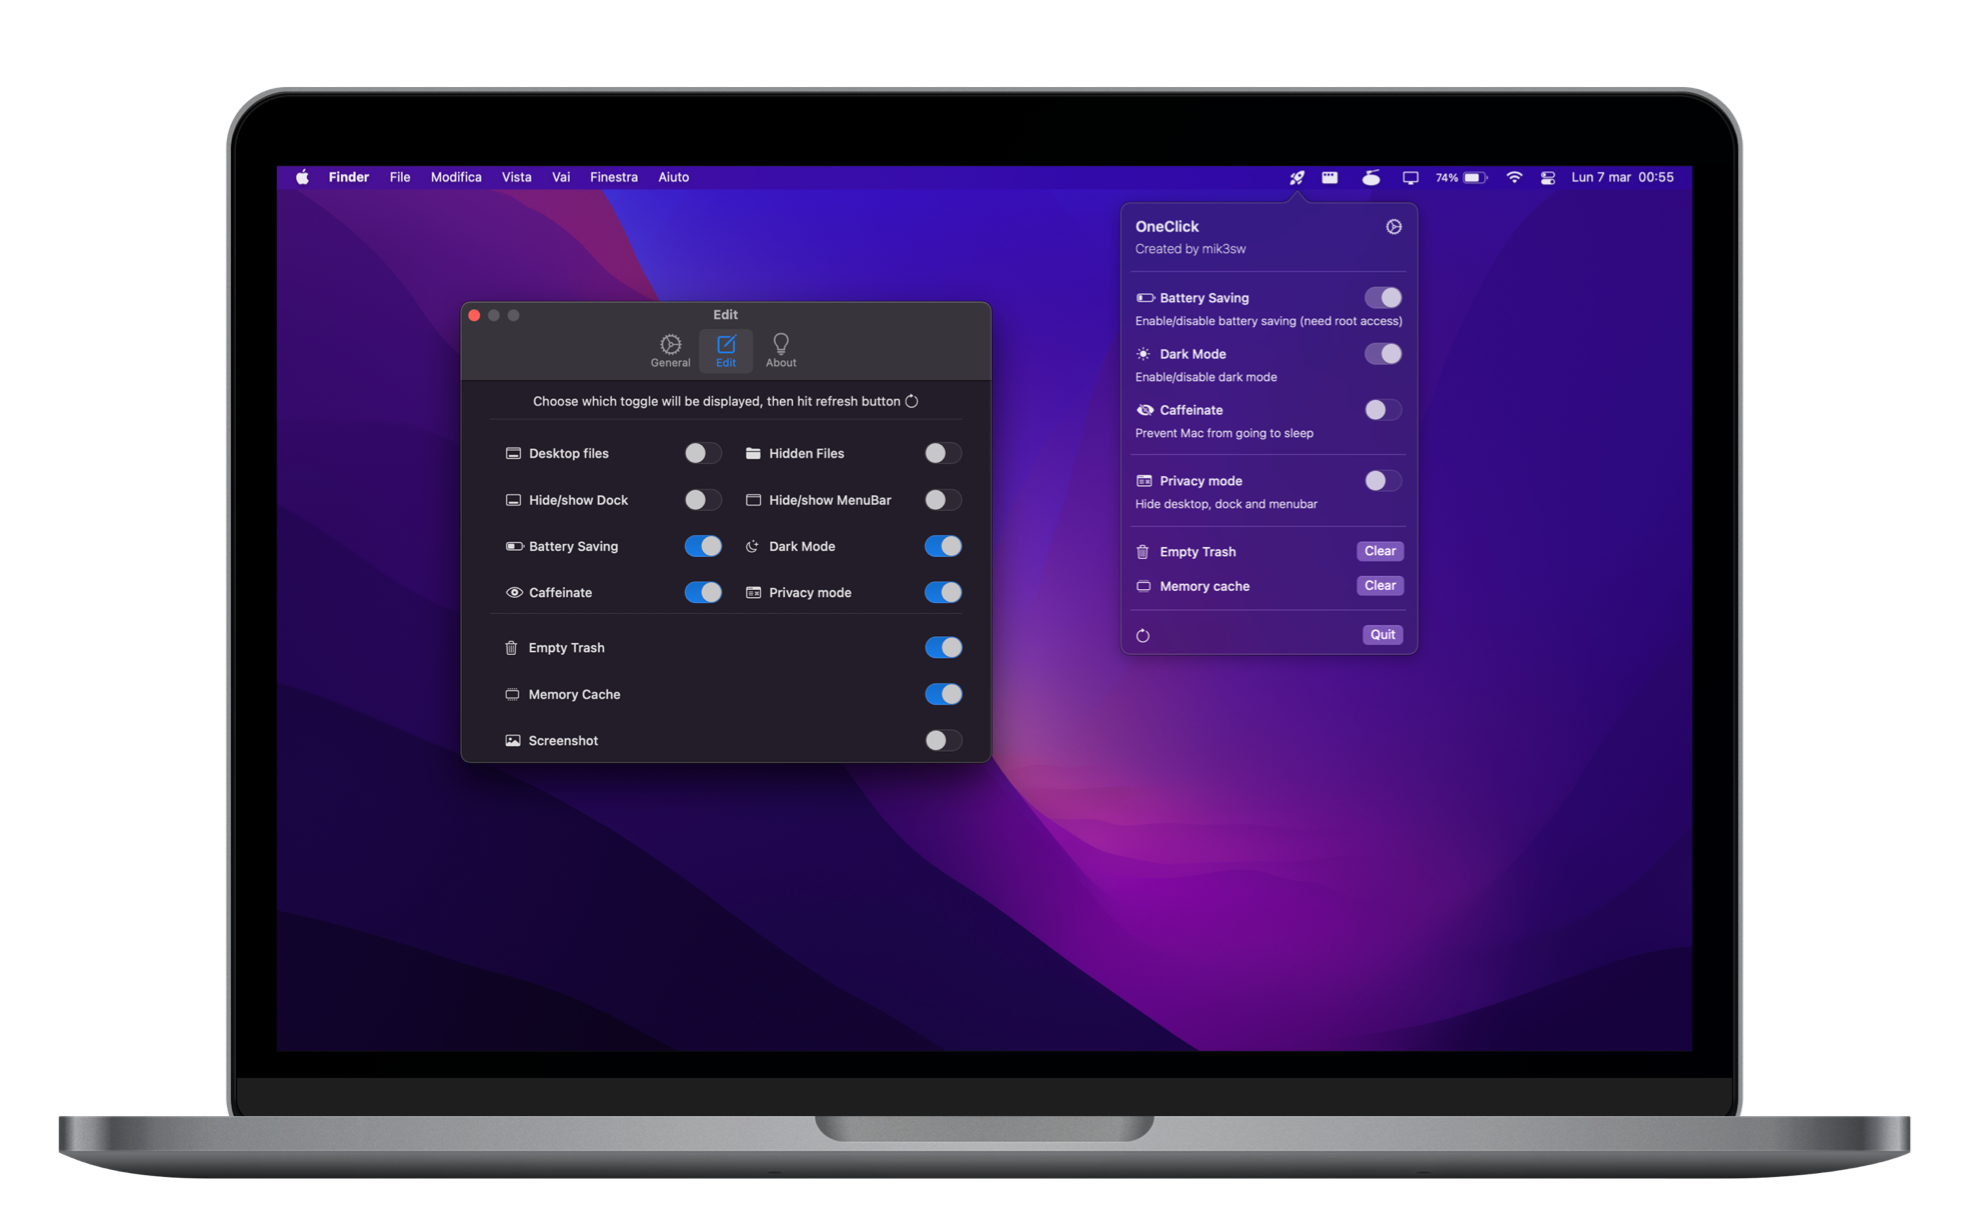 Finder File Modifica Vista Vai Finestra Aiuto 74% Lun 7 mar 00:55
OneClick
Created by mik3sw
Battery Saving
Enable/disable battery saving (need root access)
Dark Mode
Enable/disable dark mode
Caffeinate
Prevent Mac from going to sleep
Privacy mode
Hide desktop, dock and menubar
Empty Trash Clear
Memory cache Clear
Quit
Edit
General Edit About
Choose which toggle will be displayed, then hit refresh button
Desktop files Hidden Files
Hide/show Dock Hide/show MenuBar
Battery Saving Dark Mode
Caffeinate Privacy mode
Empty Trash
Memory Cache
Screenshot